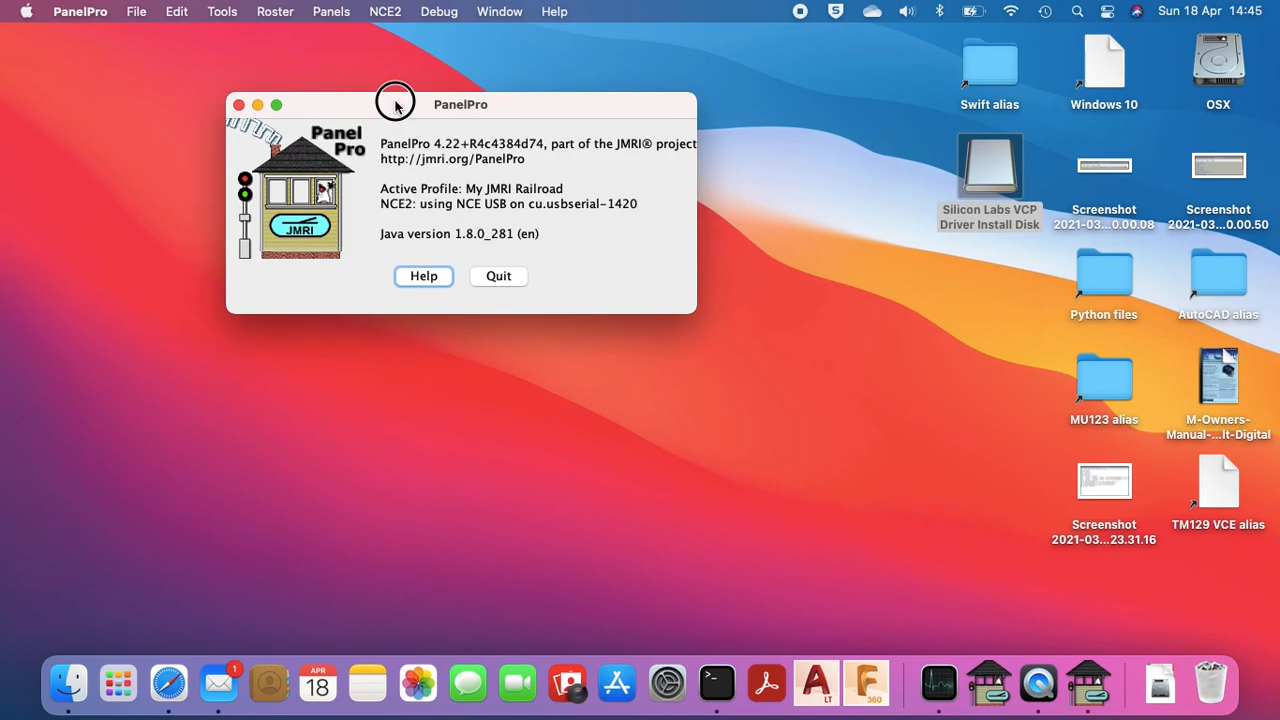 PanelPro File Edit Tools Roster Panels NCE2 Debug Window Help
S
Sun 18 Apr 14:45
PanelPro
Panel
Pro
JMRI
PanelPro 4.22+R4c4384d74, part of the JMRI® project
http://jmri.org/PanelPro
Active Profile: My JMRI Railroad
NCE2: using NCE USB on cu.usbserial-1420
Java version 1.8.0_281 (en)
Help Quit
Swift alias
Windows 10
OSX
Silicon Labs VCP
Driver Install Disk
Screenshot
2021-03...0.00.08
Screenshot
2021-03...0.00.50
Python files
AutoCAD alias
MU123 alias
M-Owners-
Manual-...lt-Digital
Screenshot
2021-03...23.31.16
TM129 VCE alias
1
APR
18
>_
A
LT
F
360